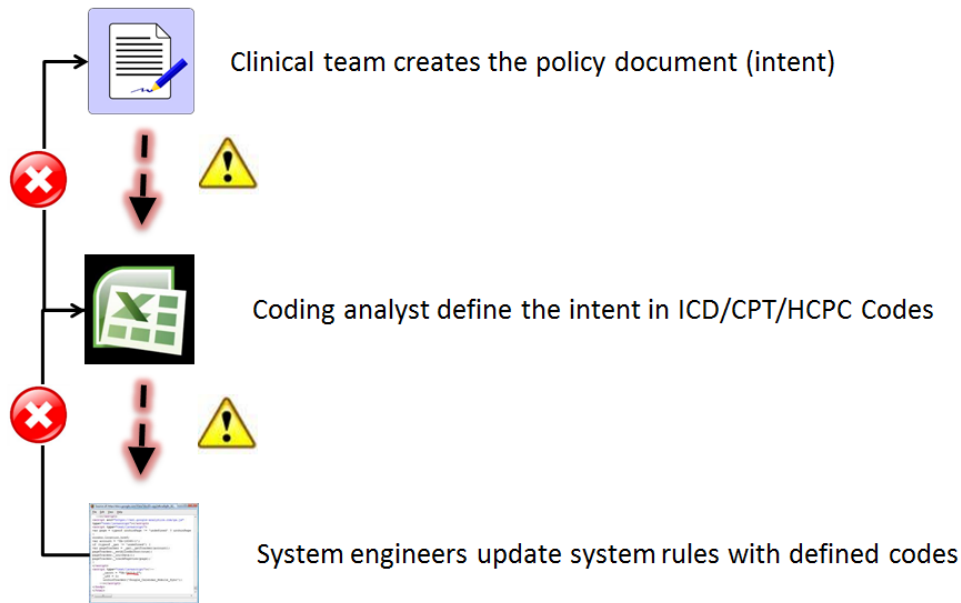 Clinical team creates the policy document (intent)
Coding analyst define the intent in ICD/CPT/HCPC Codes
System engineers update system rules with defined codes